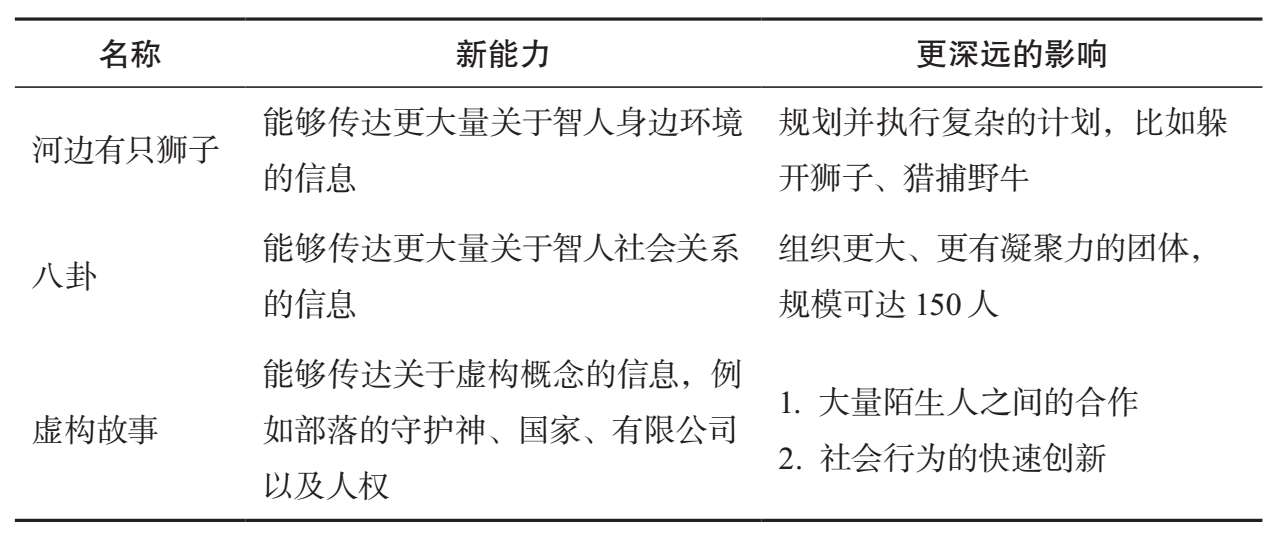 名称 新能力 更深远的影响
河边有只狮子
能够传达更大量关于智人身边环境
的信息
规划并执行复杂的计划，比如躲
开狮子、猎捕野牛
八卦
能够传达更大量关于智人社会关系
的信息
组织更大、更有凝聚力的团体，
规模可达 150 人
虚构故事
能够传达关于虚构概念的信息，例
如部落的守护神、国家、有限公司
以及人权
1. 大量陌生人之间的合作
2. 社会行为的快速创新